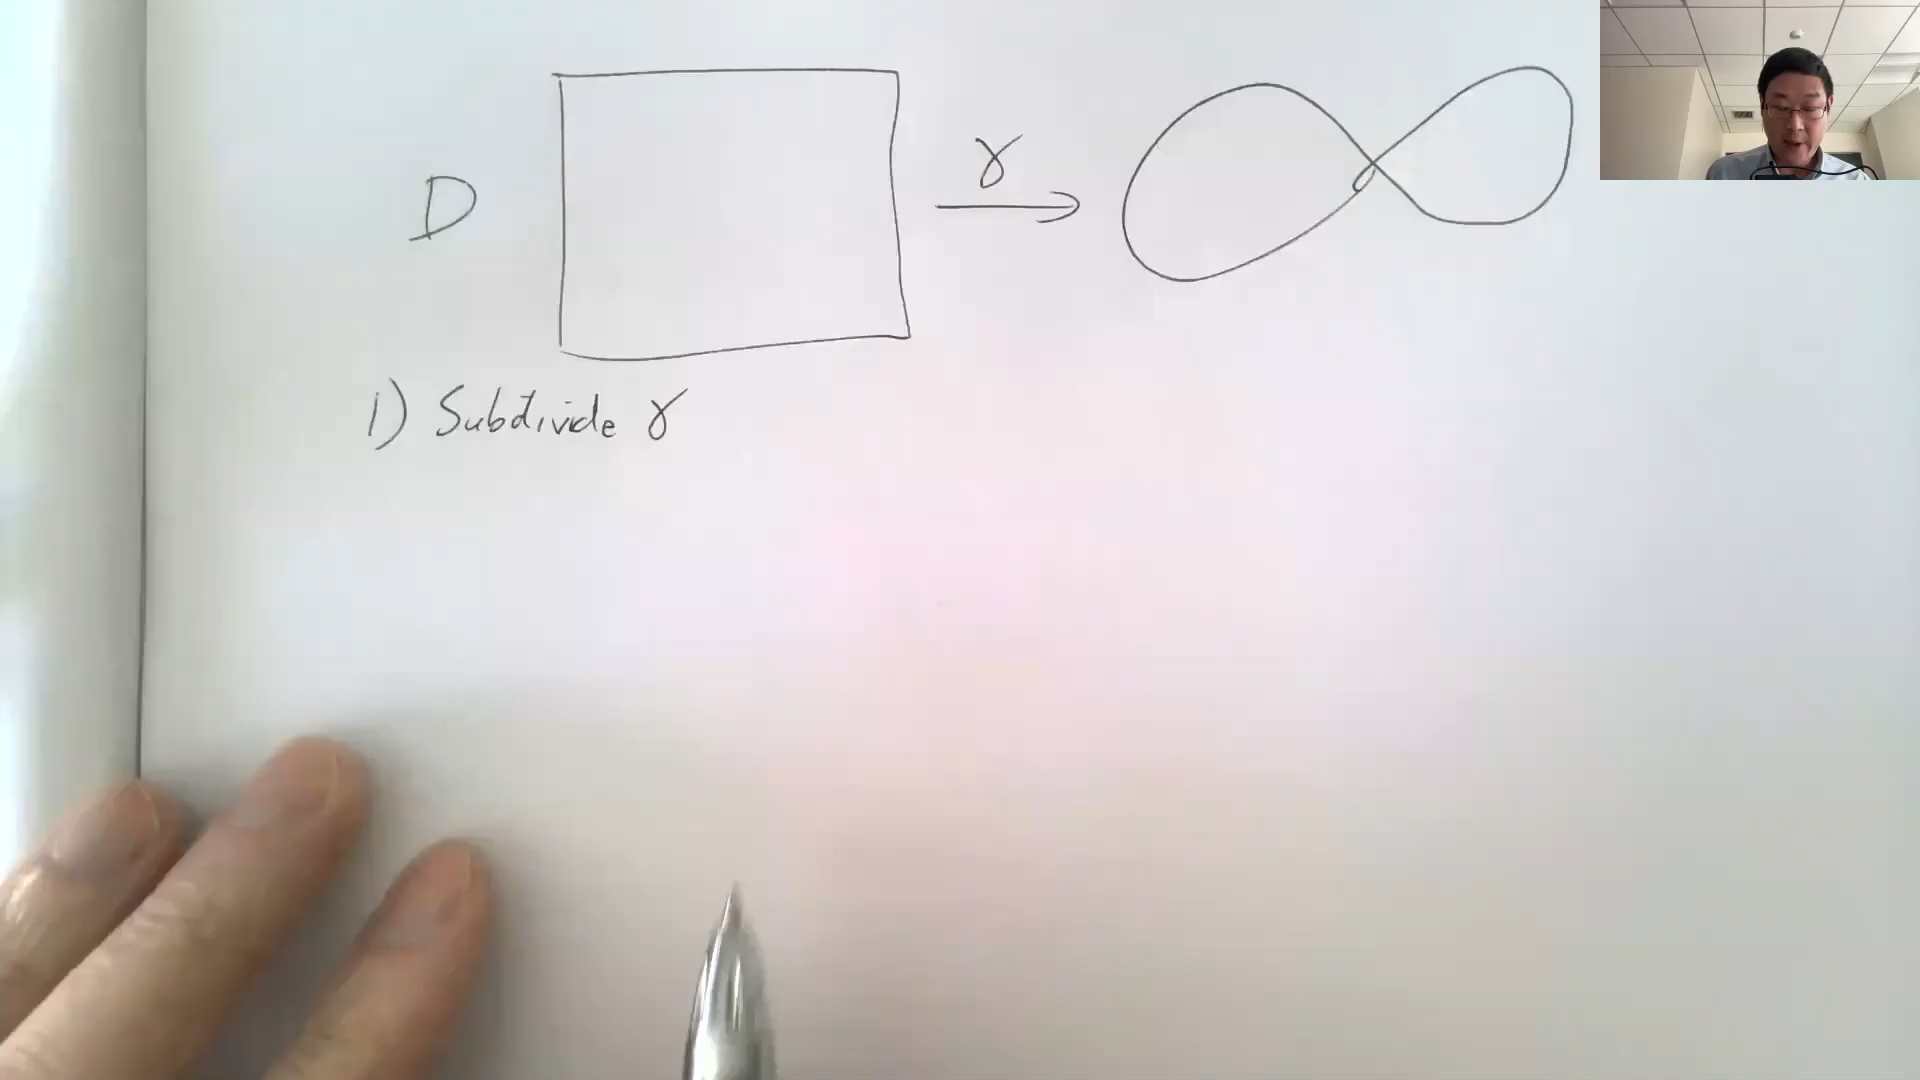 D
γ
1) Subdivide γ